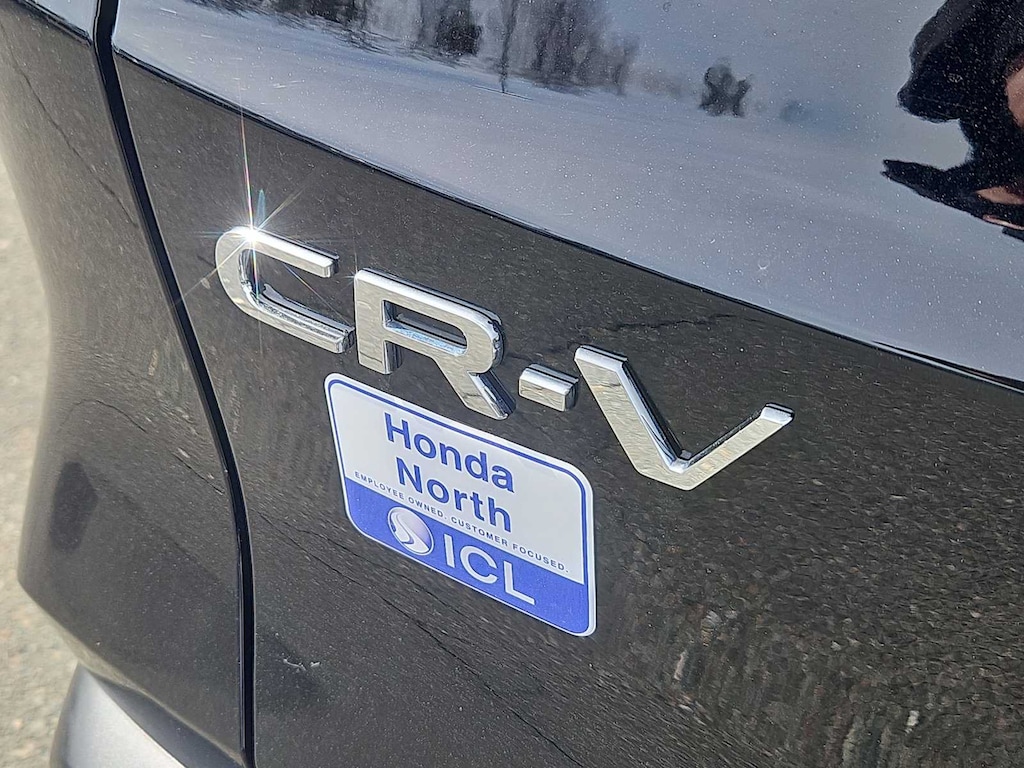 CR-V
Honda
North
EMPLOYEE OWNED. CUSTOMER FOCUSED.
ICL